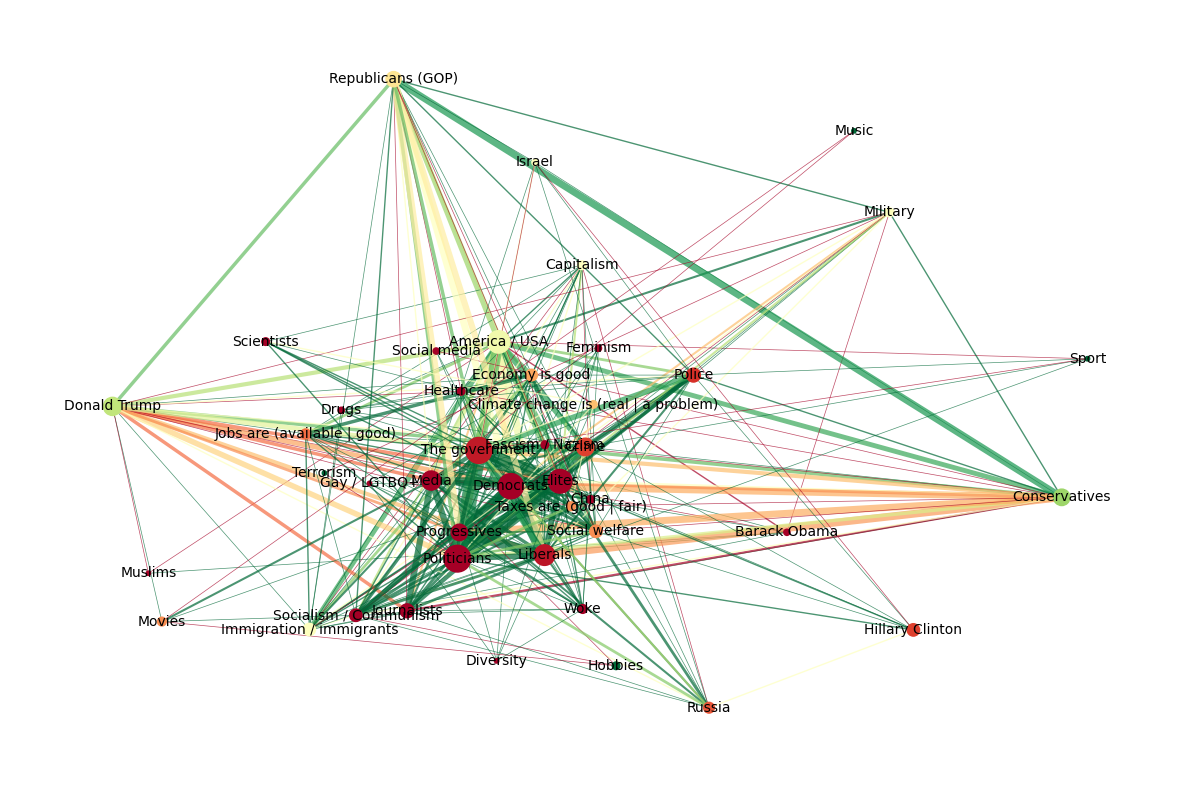 Republicans (GOP)
Music
Israel
Military
Capitalism
Scientists
America / USA
Social media
Feminism
Sport
Economy is good
Police
Healthcare
Donald Trump
Climate change is (real | a problem)
Drugs
Jobs are (available | good)
Fascism / Nazism
Crime
The government
Terrorism
Gay / LGTBQ+
Media
Democrats
Elites
China
Conservatives
Taxes are (good | fair)
Progressives
Social welfare
Barack Obama
Politicians
Liberals
Muslims
Woke
Journalists
Socialism / Communism
Movies
Immigration / Immigrants
Hillary Clinton
Diversity
Hobbies
Russia